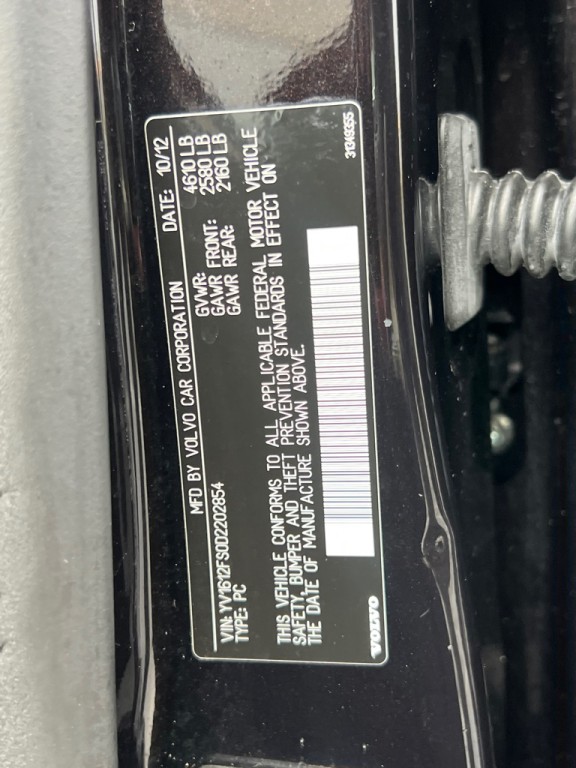 MFD BY VOLVO CAR CORPORATION DATE: 10/12
GVWR: 4610 LB
GAWR FRONT: 2580 LB
VIN: YV1612FS0D2202854 GAWR REAR: 2160 LB
TYPE: PC
THIS VEHICLE CONFORMS TO ALL APPLICABLE FEDERAL MOTOR VEHICLE
SAFETY, BUMPER AND THEFT PREVENTION STANDARDS IN EFFECT ON
THE DATE OF MANUFACTURE SHOWN ABOVE.
VOLVO 31349355